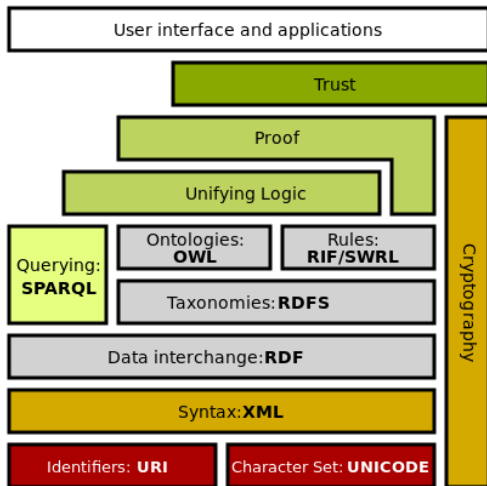 User interface and applications
Trust
Proof
Unifying Logic
Querying:
SPARQL
Ontologies:
OWL
Rules:
RIF/SWRL
Taxonomies:RDFS
Data interchange:RDF
Syntax:XML
Identifiers: URI
Character Set: UNICODE
Cryptography